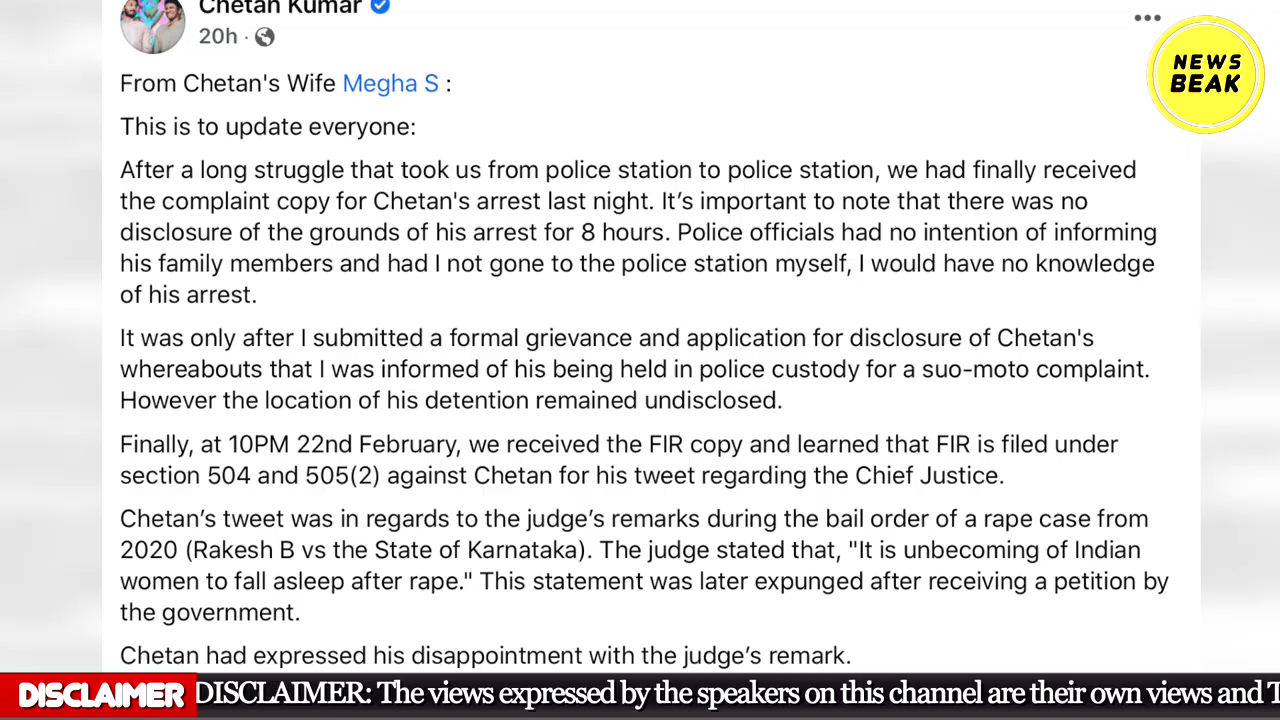 Chetan Kumar
20h ·
NEWS
BEAK
From Chetan's Wife Megha S :
This is to update everyone:
After a long struggle that took us from police station to police station, we had finally received
the complaint copy for Chetan's arrest last night. It’s important to note that there was no
disclosure of the grounds of his arrest for 8 hours. Police officials had no intention of informing
his family members and had I not gone to the police station myself, I would have no knowledge
of his arrest.
It was only after I submitted a formal grievance and application for disclosure of Chetan's
whereabouts that I was informed of his being held in police custody for a suo-moto complaint.
However the location of his detention remained undisclosed.
Finally, at 10PM 22nd February, we received the FIR copy and learned that FIR is filed under
section 504 and 505(2) against Chetan for his tweet regarding the Chief Justice.
Chetan’s tweet was in regards to the judge’s remarks during the bail order of a rape case from
2020 (Rakesh B vs the State of Karnataka). The judge stated that, "It is unbecoming of Indian
women to fall asleep after rape." This statement was later expunged after receiving a petition by
the government.
Chetan had expressed his disappointment with the judge’s remark.
DISCLAIMER DISCLAIMER: The views expressed by the speakers on this channel are their own views and T